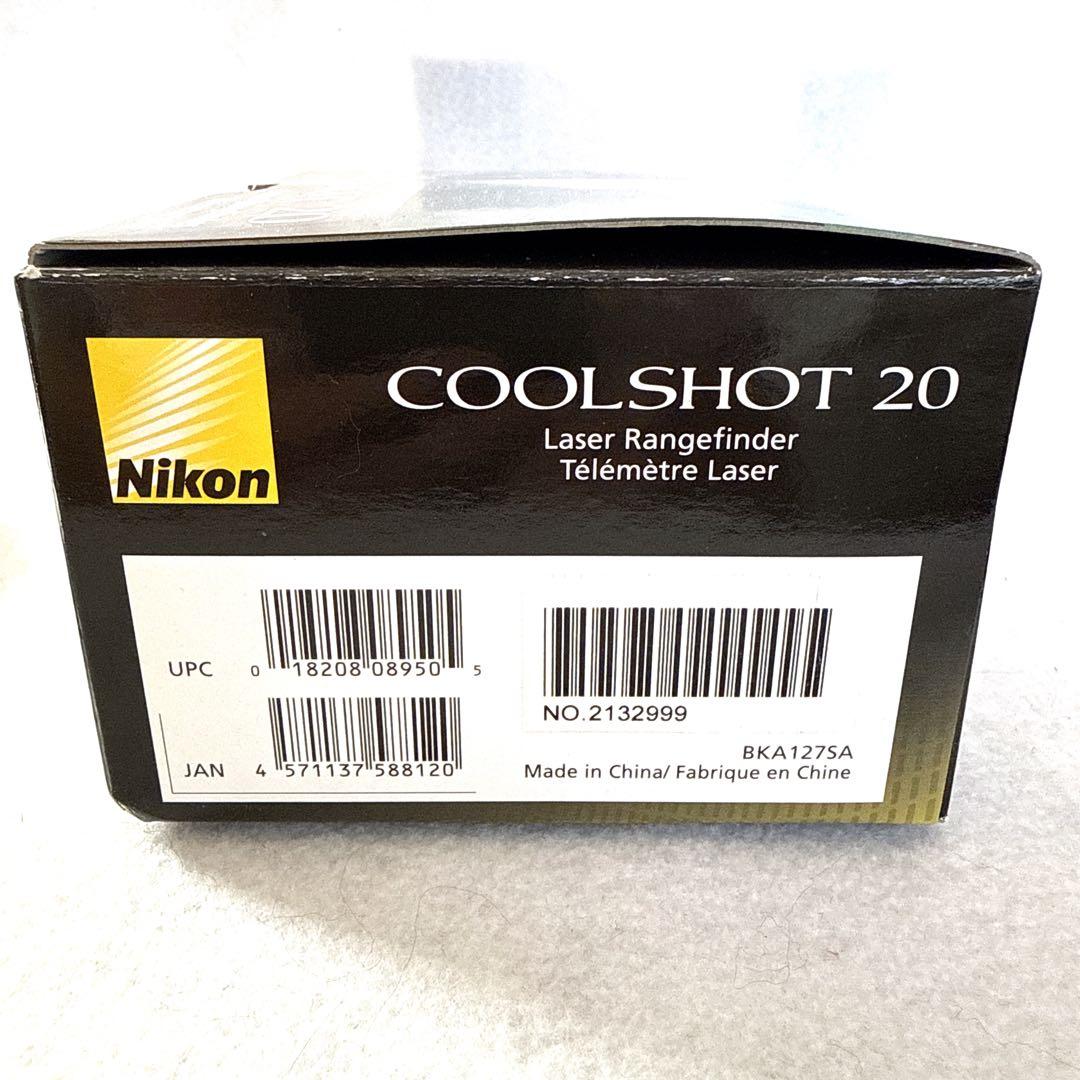 Nikon
COOLSHOT 20
Laser Rangefinder
Télémètre Laser
UPC 0 18208 08950 5
JAN 4 571137 588120
NO.2132999
BKA127SA
Made in China/ Fabrique en Chine